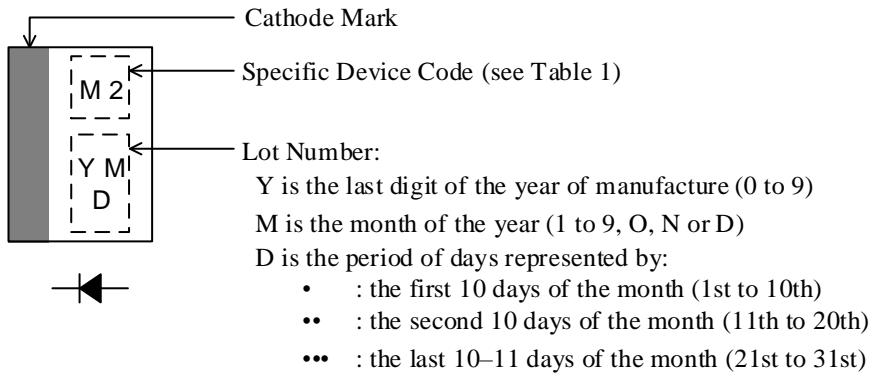 Cathode Mark
Specific Device Code (see Table 1)
M 2
Lot Number:
Y M
D
Y is the last digit of the year of manufacture (0 to 9)
M is the month of the year (1 to 9, O, N or D)
D is the period of days represented by:
• : the first 10 days of the month (1st to 10th)
•• : the second 10 days of the month (11th to 20th)
••• : the last 10–11 days of the month (21st to 31st)